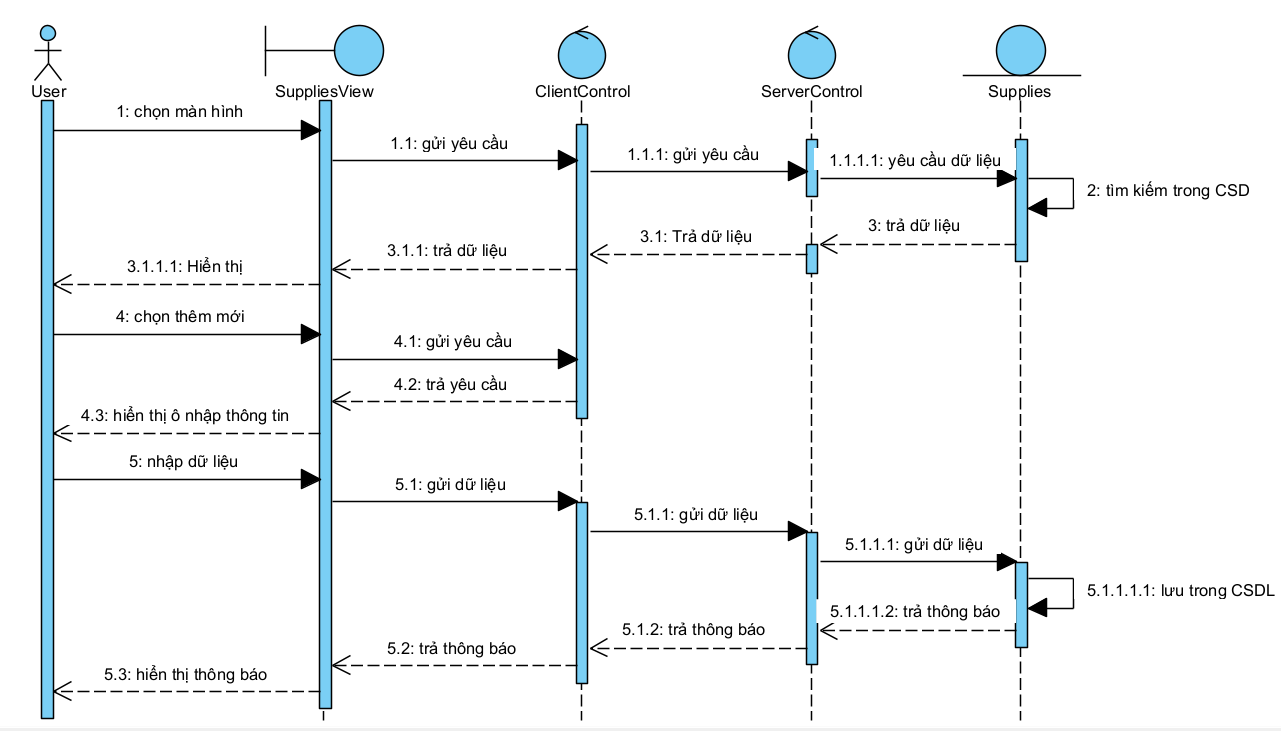 User
SuppliesView
ClientControl
ServerControl
Supplies
1: chọn màn hình
1.1: gửi yêu cầu
1.1.1: gửi yêu cầu
1.1.1.1: yêu cầu dữ liệu
2: tìm kiếm trong CSD
3: trả dữ liệu
3.1: Trả dữ liệu
3.1.1: trả dữ liệu
3.1.1.1: Hiển thị
4: chọn thêm mới
4.1: gửi yêu cầu
4.2: trả yêu cầu
4.3: hiển thị ô nhập thông tin
5: nhập dữ liệu
5.1: gửi dữ liệu
5.1.1: gửi dữ liệu
5.1.1.1: gửi dữ liệu
5.1.1.1.1: lưu trong CSDL
5.1.1.1.2: trả thông báo
5.1.2: trả thông báo
5.2: trả thông báo
5.3: hiển thị thông báo